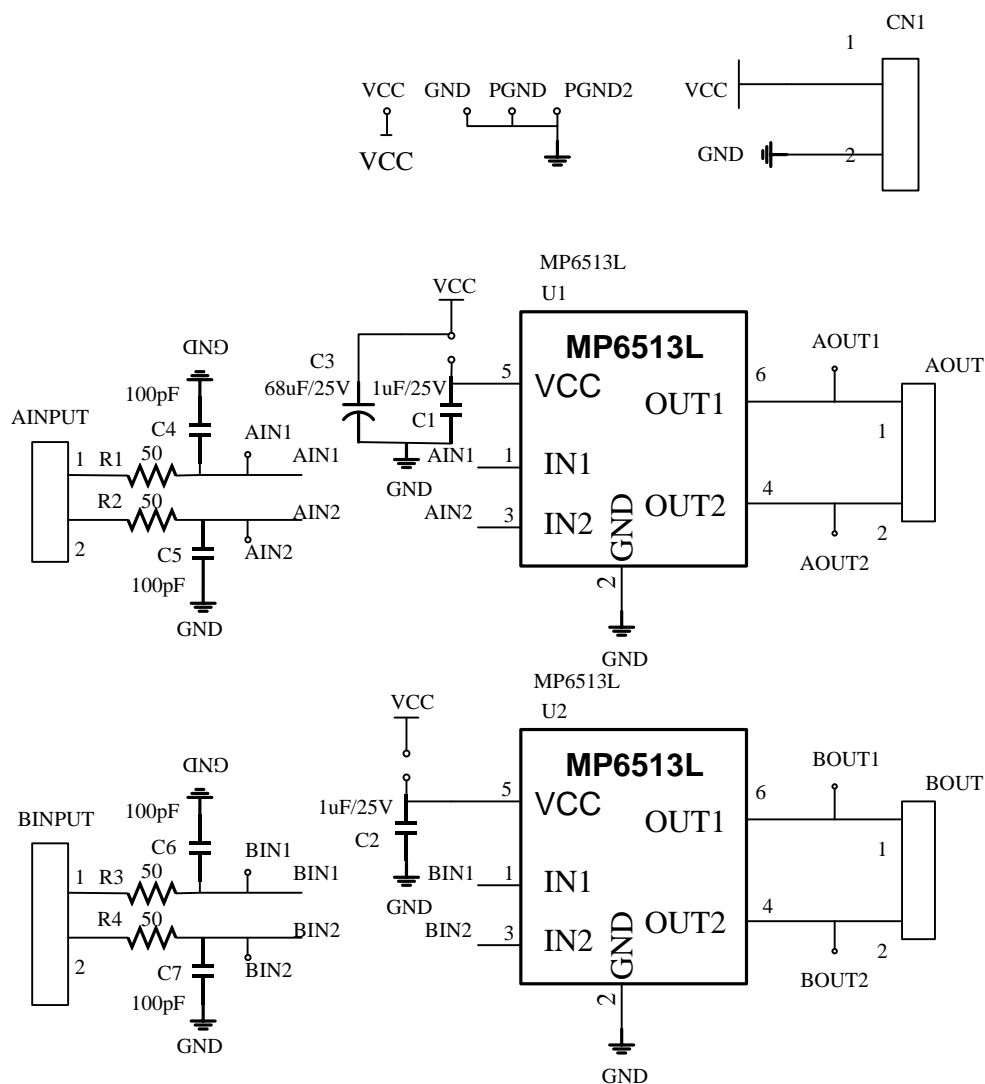 CN1
1
VCC GND PGND PGND2
VCC
VCC
GND
2
MP6513L
U1
VCC
MP6513L
GND
C3
68uF/25V
1uF/25V
5
VCC
AOUT1
6
AOUT
100pF
C4
C1
OUT1
AINPUT
AIN1
1
R1
50
AIN1
AIN1
1
IN1
1
GND
R2
50
AIN2
AIN2
3
IN2
OUT2
4
2
C5
AIN2
GND
AOUT2
2
100pF
2
GND
GND
MP6513L
U2
VCC
MP6513L
GND
BOUT1
6
BOUT
5
VCC
1uF/25V
100pF
C6
C2
OUT1
BINPUT
BIN1
1
R3
50
BIN1
BIN1
1
IN1
1
GND
R4
50
BIN2
BIN2
3
IN2
OUT2
4
2
C7
BIN2
GND
BOUT2
2
100pF
2
GND
GND